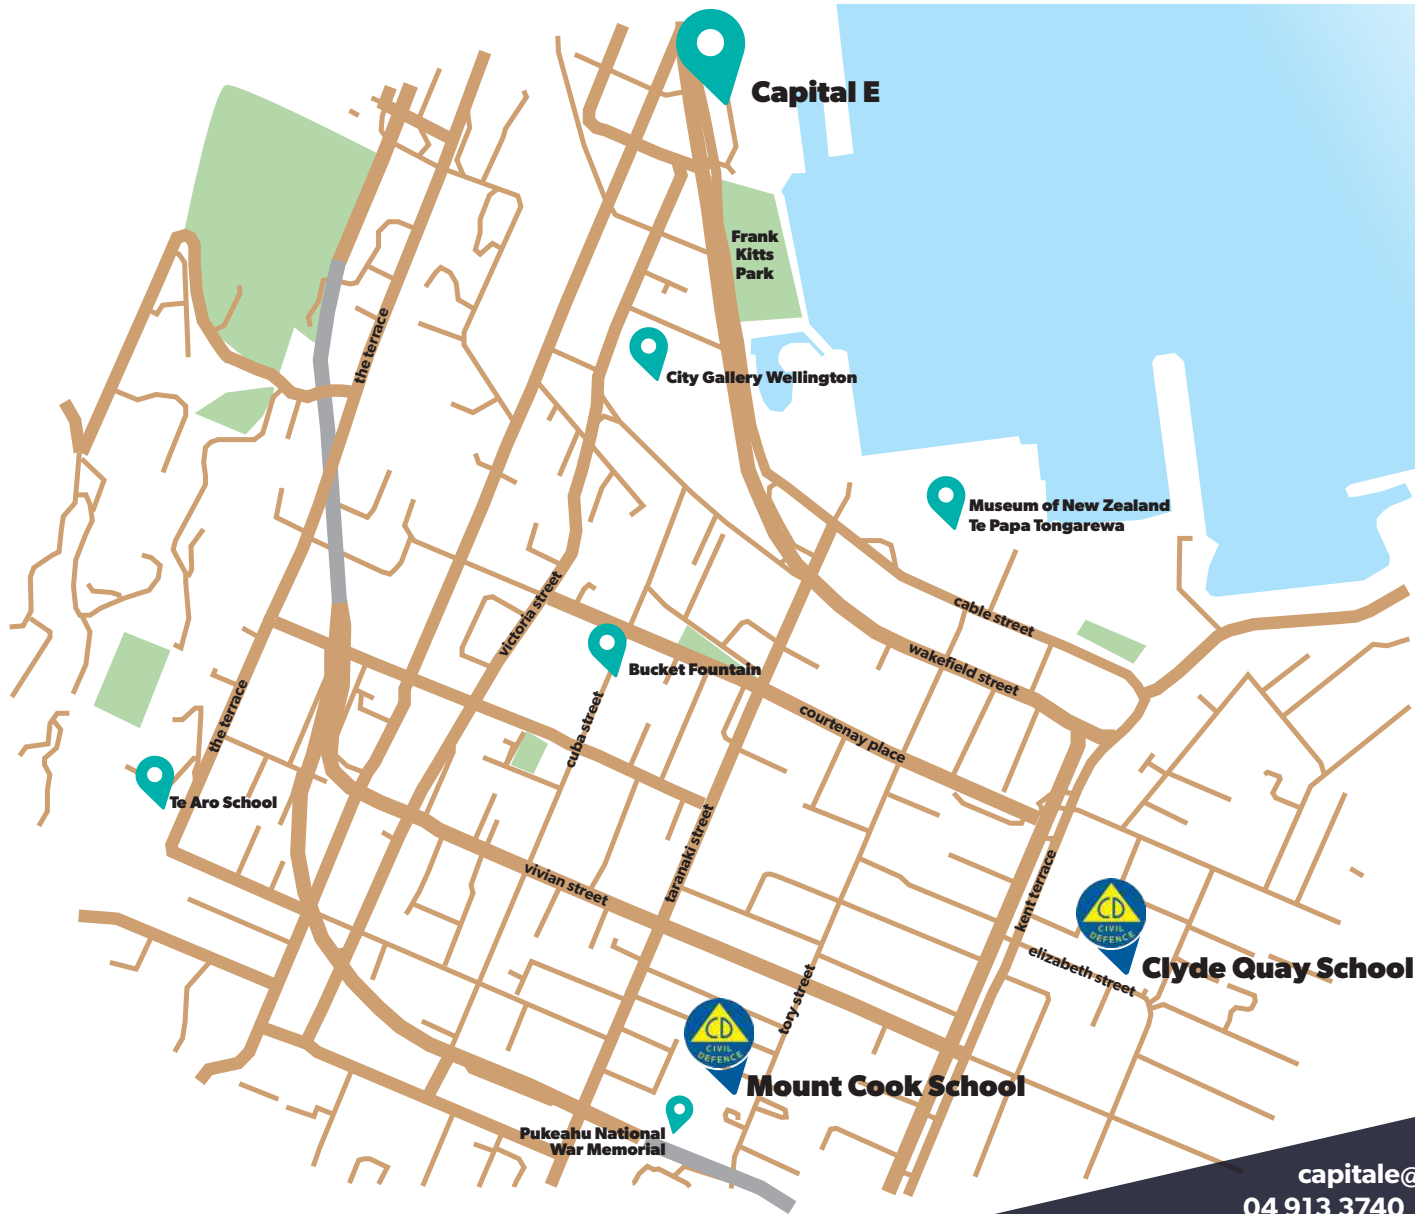 Capital E
Frank
Kitts
Park
the terrace
City Gallery Wellington
Museum of New Zealand
Te Papa Tongarewa
victoria street
cable street
Bucket Fountain
wakefield street
the terrace
cuba street
courtenay place
Te Aro School
taranaki street
vivian street
kent terrace
CD
CIVIL
DEFENCE
elizabeth street
Clyde Quay School
tory street
CD
CIVIL
DEFENCE
Mount Cook School
Pukeahu National
War Memorial
capitale@
04 913 3740